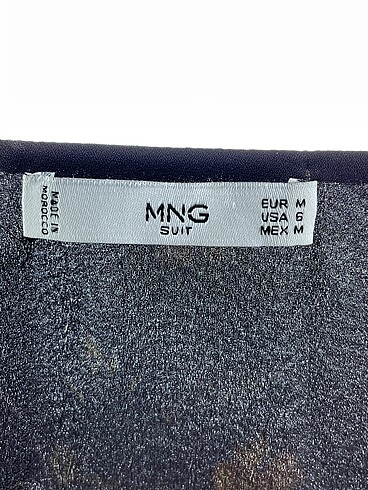 MADE IN
MOROCCO
MNG
SUIT
EUR M
USA 6
MEX M